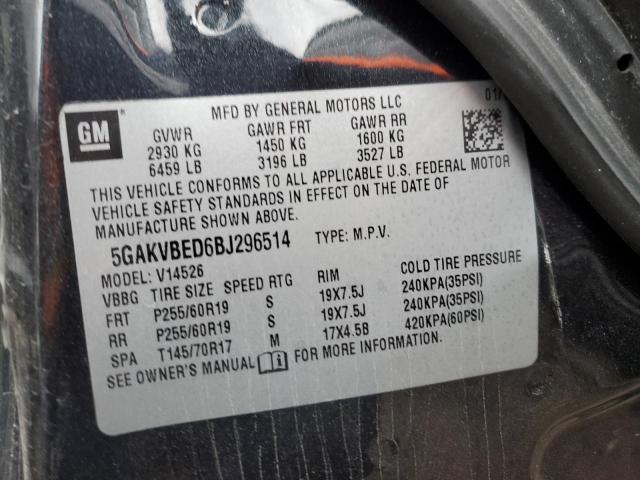 MFD BY GENERAL MOTORS LLC 01/
GM
GVWR GAWR FRT GAWR RR
2930 KG 1450 KG 1600 KG
6459 LB 3196 LB 3527 LB
THIS VEHICLE CONFORMS TO ALL APPLICABLE U.S. FEDERAL MOTOR
VEHICLE SAFETY STANDARDS IN EFFECT ON THE DATE OF
MANUFACTURE SHOWN ABOVE.
5GAKVBED6BJ296514 TYPE: M.P.V.
MODEL: V14526
VBBG TIRE SIZE SPEED RTG RIM COLD TIRE PRESSURE
FRT P255/60R19 S 19X7.5J 240KPA(35PSI)
RR P255/60R19 S 19X7.5J 240KPA(35PSI)
SPA T145/70R17 M 17X4.5B 420KPA(60PSI)
SEE OWNER'S MANUAL FOR MORE INFORMATION.